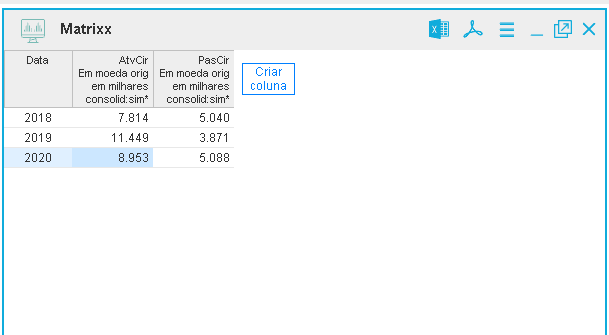 Matrixx
Data
AtvCir
Em moeda orig
em milhares
consolid:sim*
PasCir
Em moeda orig
em milhares
consolid:sim*
Criar
coluna
2018 7.814 5.040
2019 11.449 3.871
2020 8.953 5.088